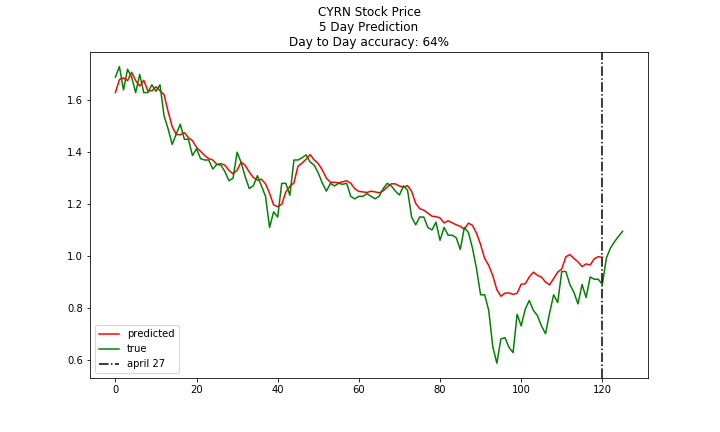 CYRN Stock Price
5 Day Prediction
Day to Day accuracy: 64%
1.6
1.4
1.2
1.0
0.8
0.6
predicted
true
april 27
0 20 40 60 80 100 120